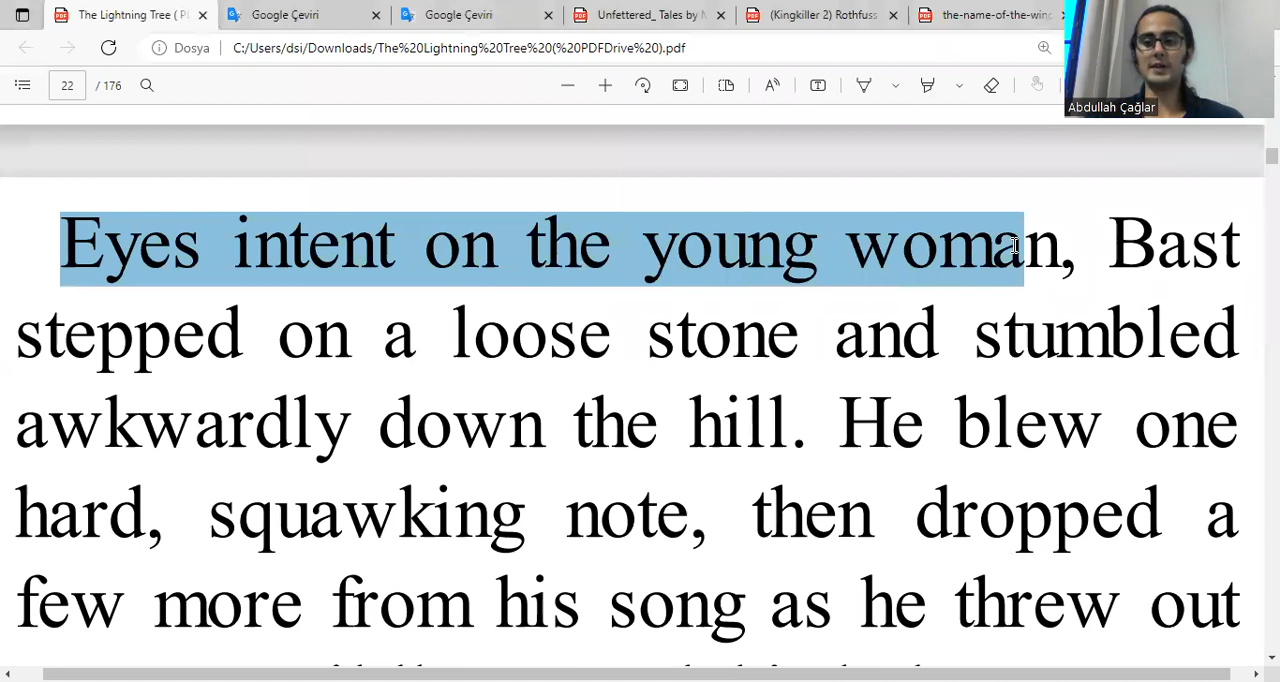 The Lightning Tree ( P
Google Çeviri
Google Çeviri
Unfettered_ Tales by M
(Kingkiller 2) Rothfuss
the-name-of-the-win
Dosya
C:/Users/dsi/Downloads/The%20Lightning%20Tree%20(%20PDFDrive%20).pdf
22 / 176
Abdullah Çağlar
Eyes intent on the young woman, Bast
stepped on a loose stone and stumbled
awkwardly down the hill. He blew one
hard, squawking note, then dropped a
few more from his song as he threw out